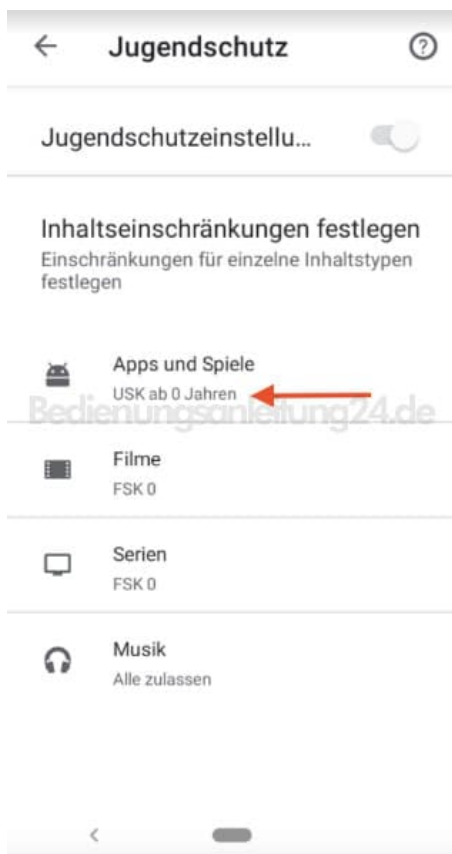 Jugendschutz
Jugendschutzeinstellu...
Inhaltseinschränkungen festlegen
Einschränkungen für einzelne Inhaltstypen
festlegen
Apps und Spiele
USK ab 0 Jahren
Bedienungsanleitung24.de
Filme
FSK 0
Serien
FSK 0
Musik
Alle zulassen